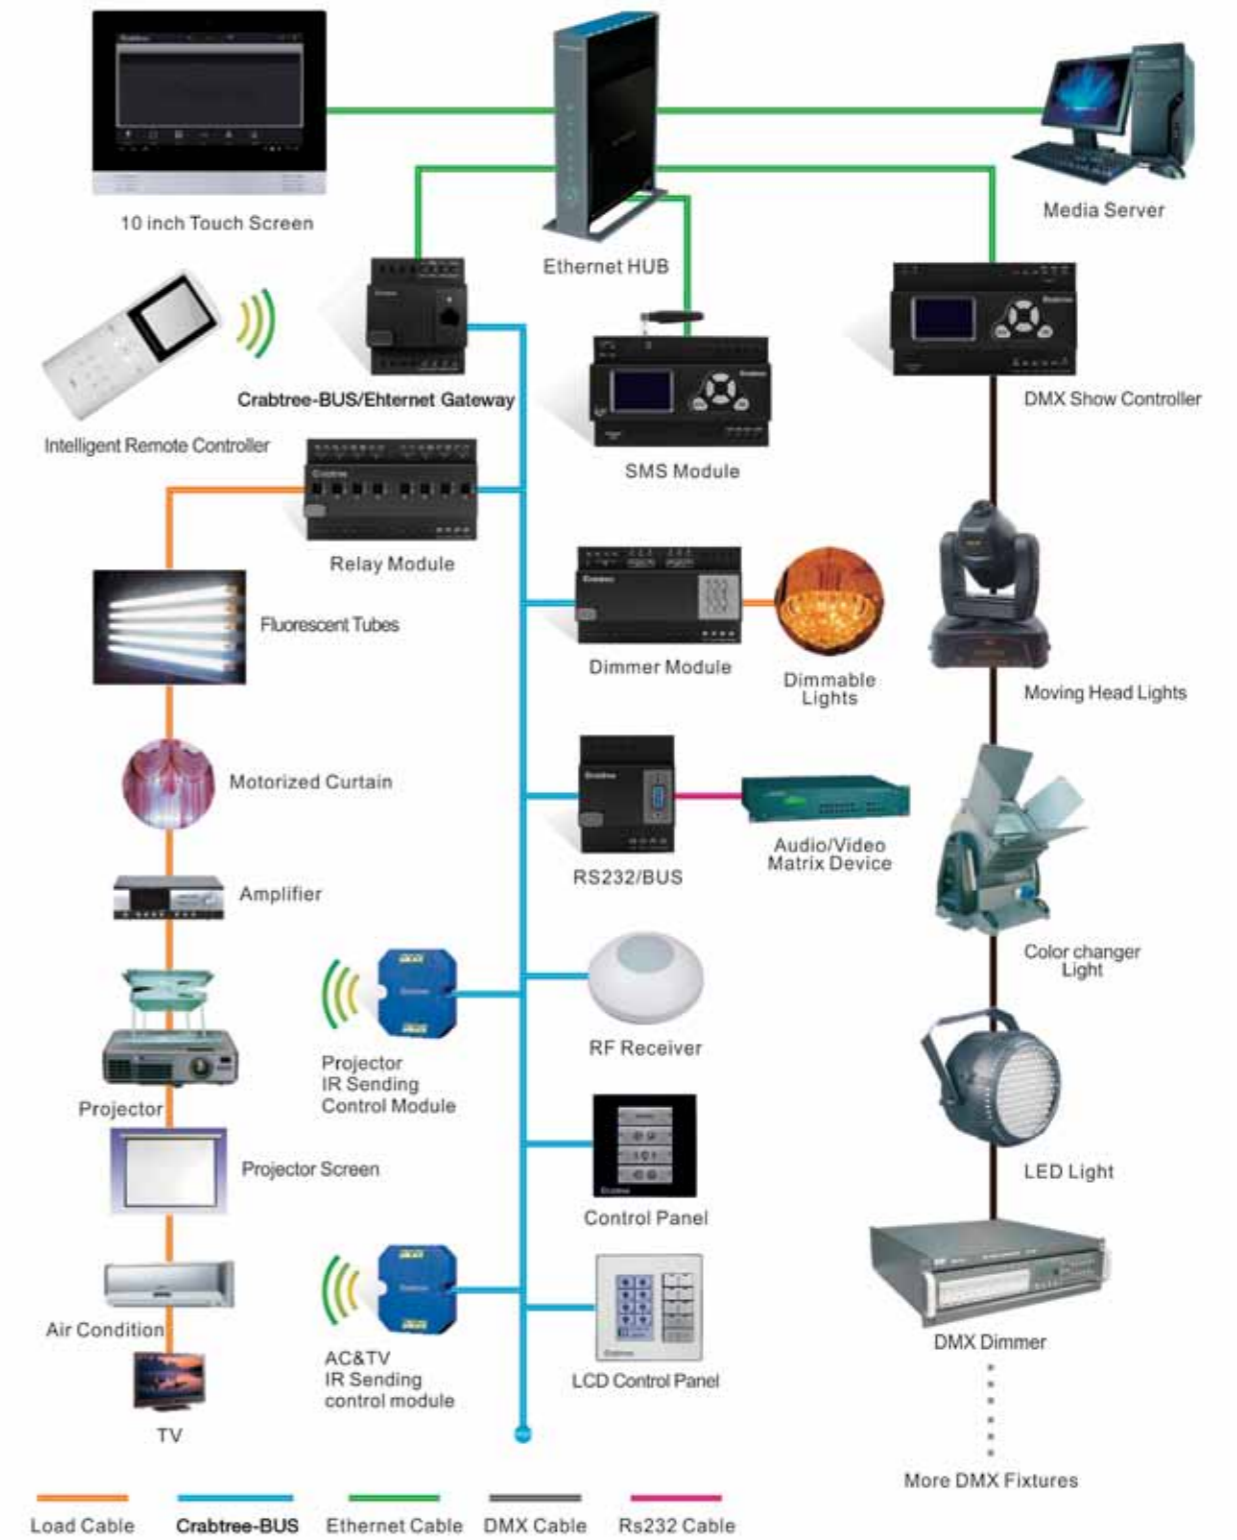 10 inch Touch Screen
Ethernet HUB
Media Server
Crabtree-BUS/Ehternet Gateway
Intelligent Remote Controller
SMS Module
DMX Show Controller
Relay Module
Fluorescent Tubes
Dimmer Module
Dimmable
Lights
Moving Head Lights
Motorized Curtain
RS232/BUS
Audio/Video
Matrix Device
Amplifier
Color changer
Light
Projector
IR Sending
Control Module
RF Receiver
Projector
Projector Screen
Control Panel
LED Light
Air Condition
AC&TV
IR Sending
control module
LCD Control Panel
DMX Dimmer
TV
More DMX Fixtures
Load Cable
Crabtree-BUS
Ethernet Cable
DMX Cable
Rs232 Cable